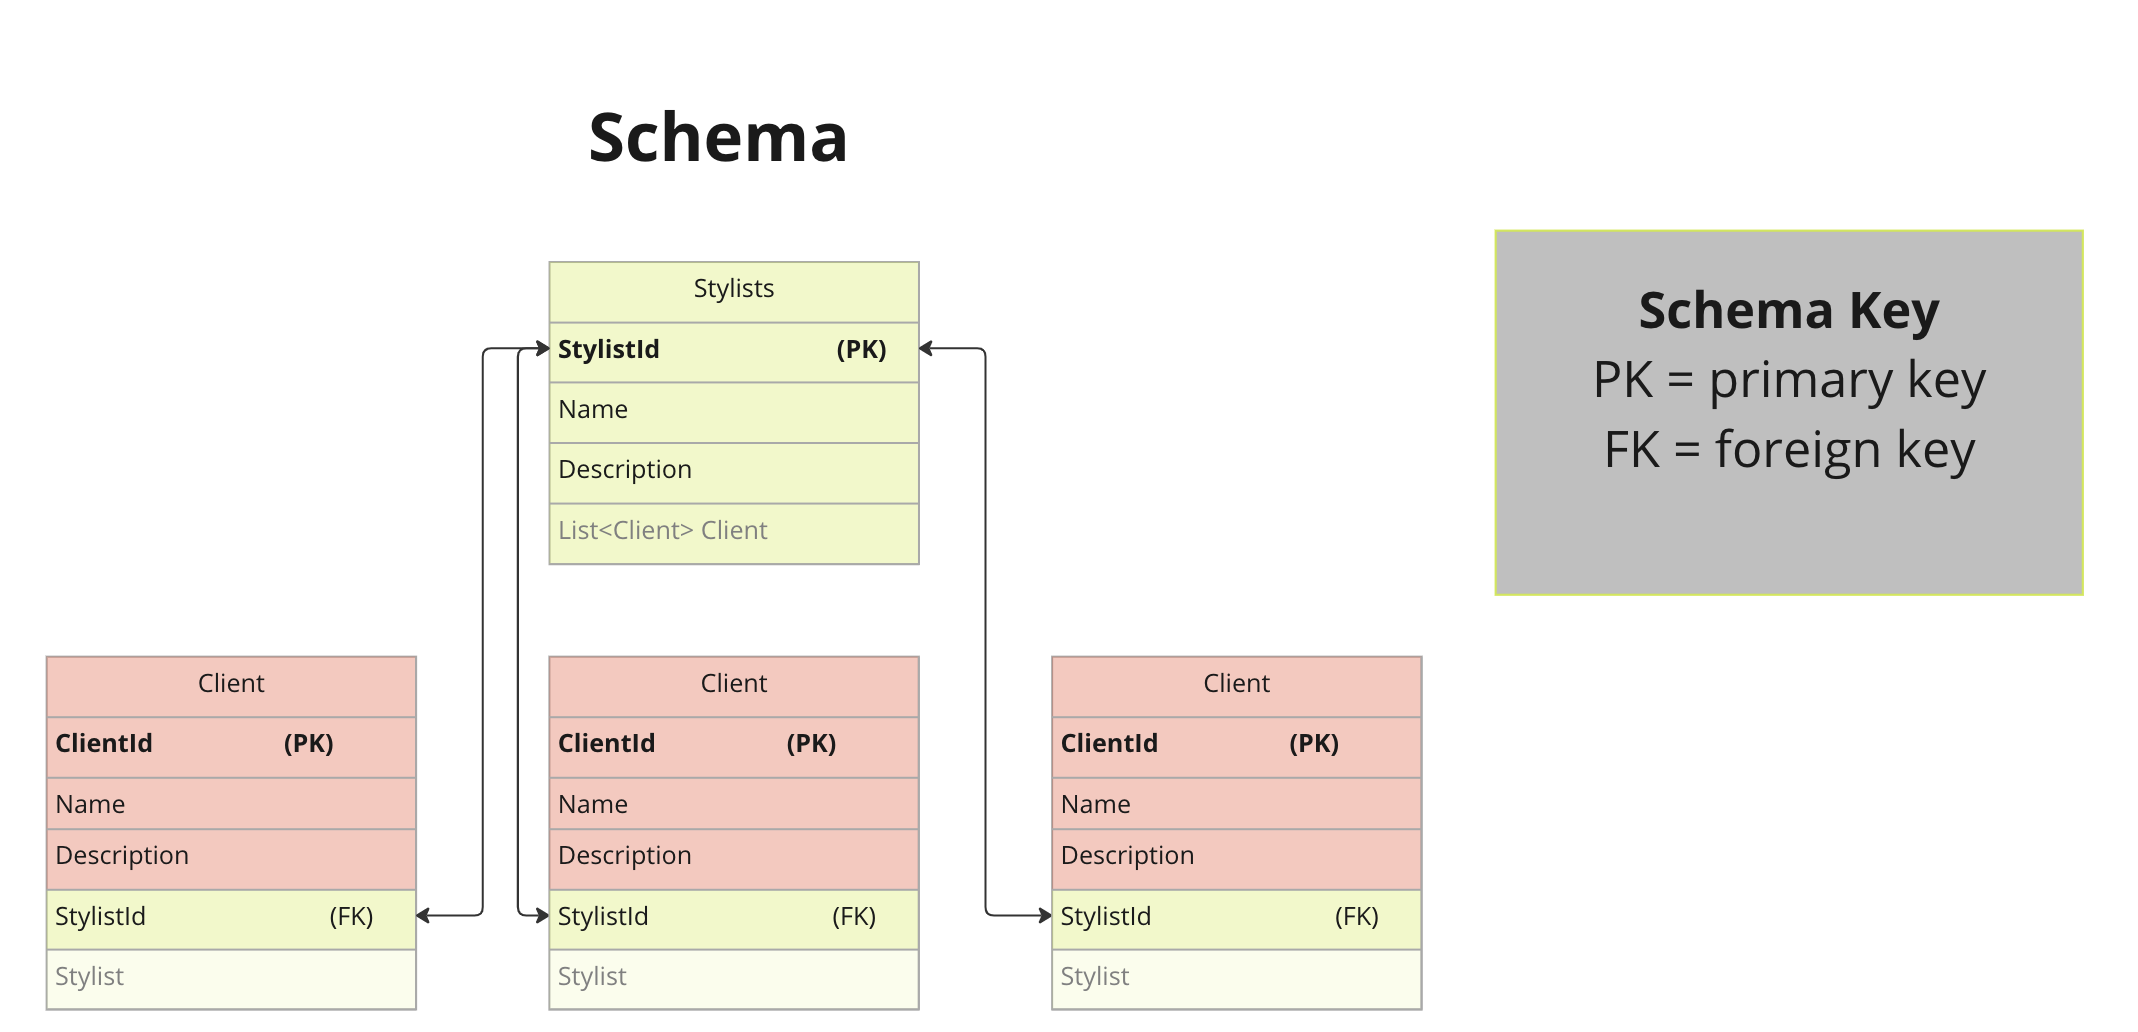 Schema
Stylists
StylistId (PK)
Name
Description
List<Client> Client
Schema Key
PK = primary key
FK = foreign key
Client
ClientId (PK)
Name
Description
StylistId (FK)
Stylist
Client
ClientId (PK)
Name
Description
StylistId (FK)
Stylist
Client
ClientId (PK)
Name
Description
StylistId (FK)
Stylist